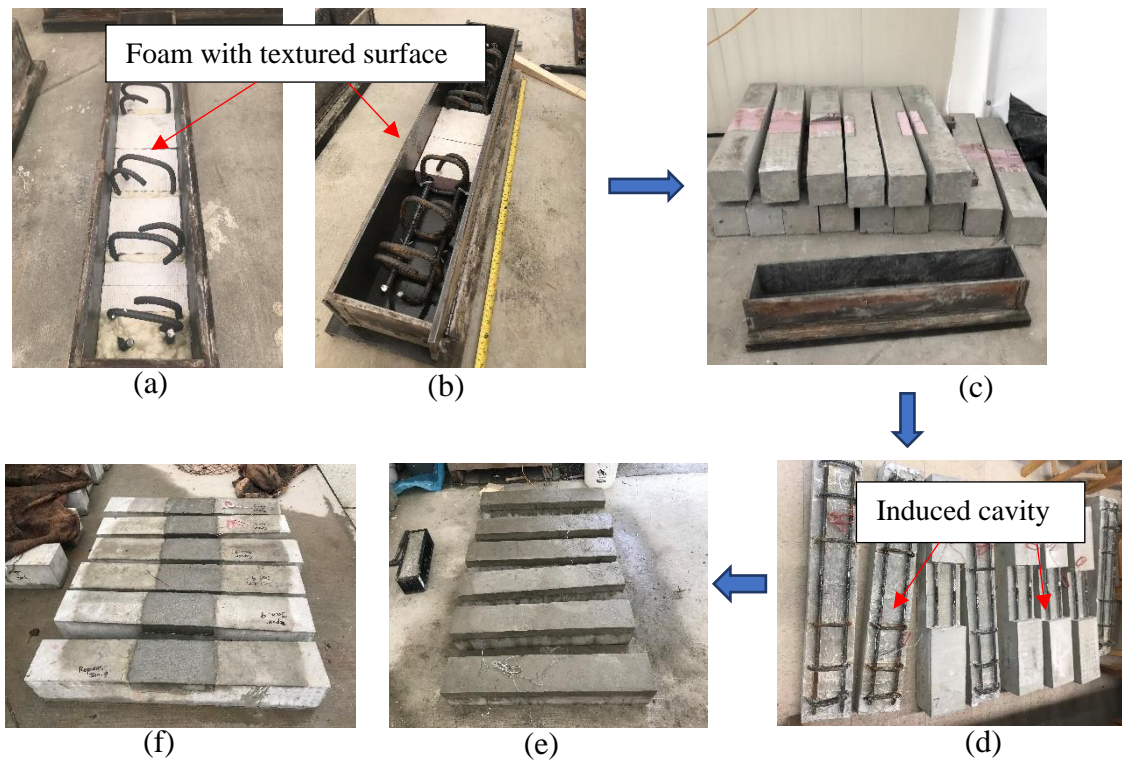 Foam with textured surface
(a)
(b)
(c)
Induced cavity
(f)
(e)
(d)